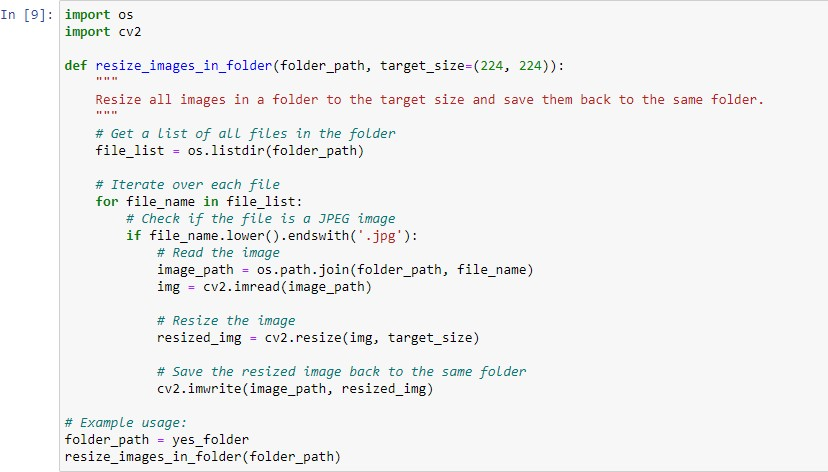 In [9]: import os
import cv2
def resize_images_in_folder(folder_path, target_size=(224, 224)):
"""
Resize all images in a folder to the target size and save them back to the same folder.
"""
# Get a list of all files in the folder
file_list = os.listdir(folder_path)
# Iterate over each file
for file_name in file_list:
# Check if the file is a JPEG image
if file_name.lower().endswith('.jpg'):
# Read the image
image_path = os.path.join(folder_path, file_name)
img = cv2.imread(image_path)
# Resize the image
resized_img = cv2.resize(img, target_size)
# Save the resized image back to the same folder
cv2.imwrite(image_path, resized_img)
# Example usage:
folder_path = yes_folder
resize_images_in_folder(folder_path)